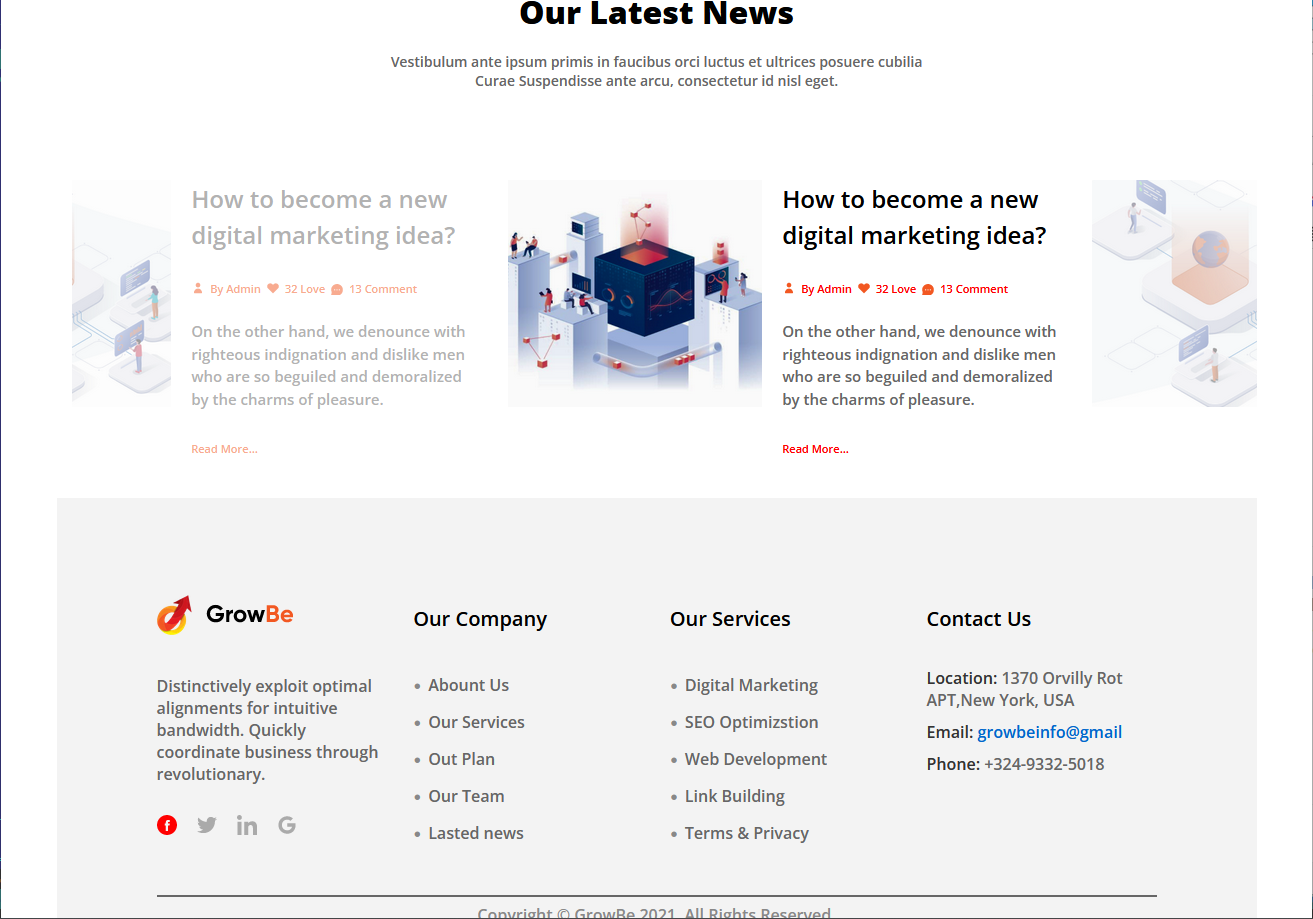 Our Latest News
Vestibulum ante ipsum primis in faucibus orci luctus et ultrices posuere cubilia
Curae Suspendisse ante arcu, consectetur id nisl eget.
How to become a new
digital marketing idea?
By Admin 32 Love 13 Comment
On the other hand, we denounce with
righteous indignation and dislike men
who are so beguiled and demoralized
by the charms of pleasure.
Read More...
How to become a new
digital marketing idea?
By Admin 32 Love 13 Comment
On the other hand, we denounce with
righteous indignation and dislike men
who are so beguiled and demoralized
by the charms of pleasure.
Read More...
GrowBe
Distinctively exploit optimal
alignments for intuitive
bandwidth. Quickly
coordinate business through
revolutionary.
Our Company
• Abount Us
• Our Services
• Out Plan
• Our Team
• Lasted news
Our Services
• Digital Marketing
• SEO Optimizstion
• Web Development
• Link Building
• Terms & Privacy
Contact Us
Location: 1370 Orvilly Rot
APT,New York, USA
Email: growbeinfo@gmail
Phone: +324-9332-5018
Copyright © GrowBe 2021. All Rights Reserved